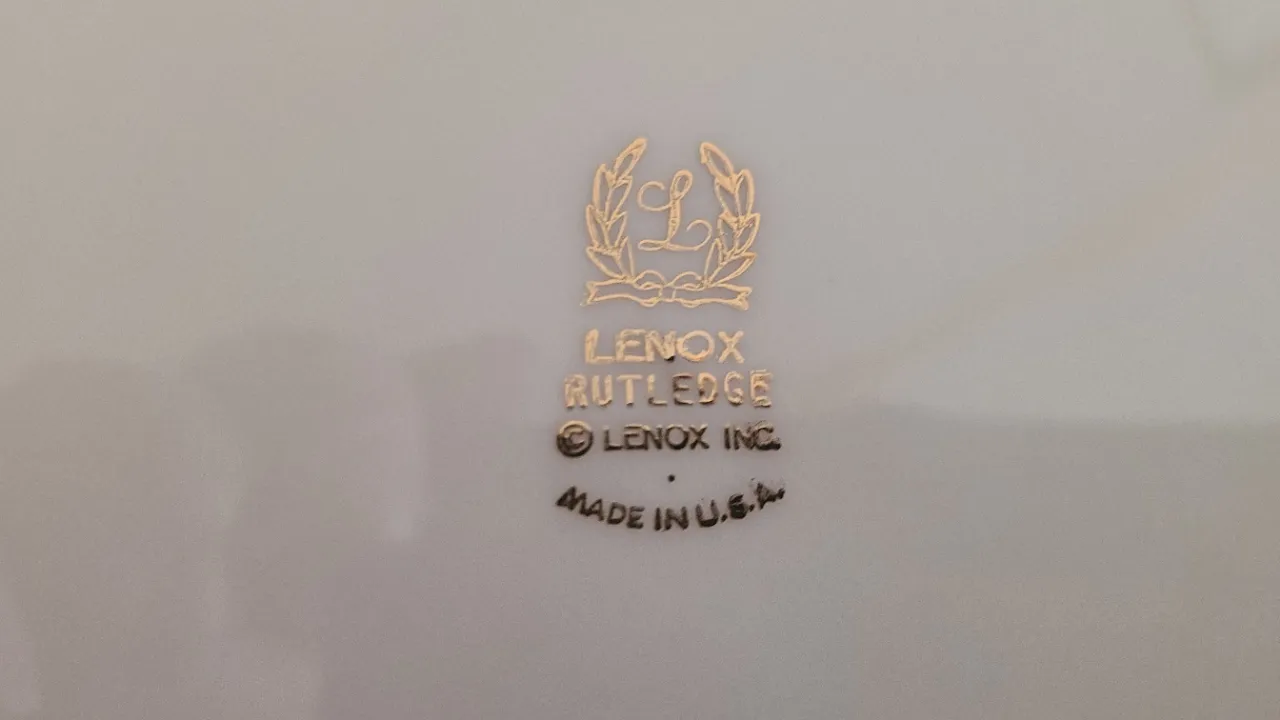 L
LENOX
RUTLEDGE
© LENOX INC.
MADE IN U.S.A.